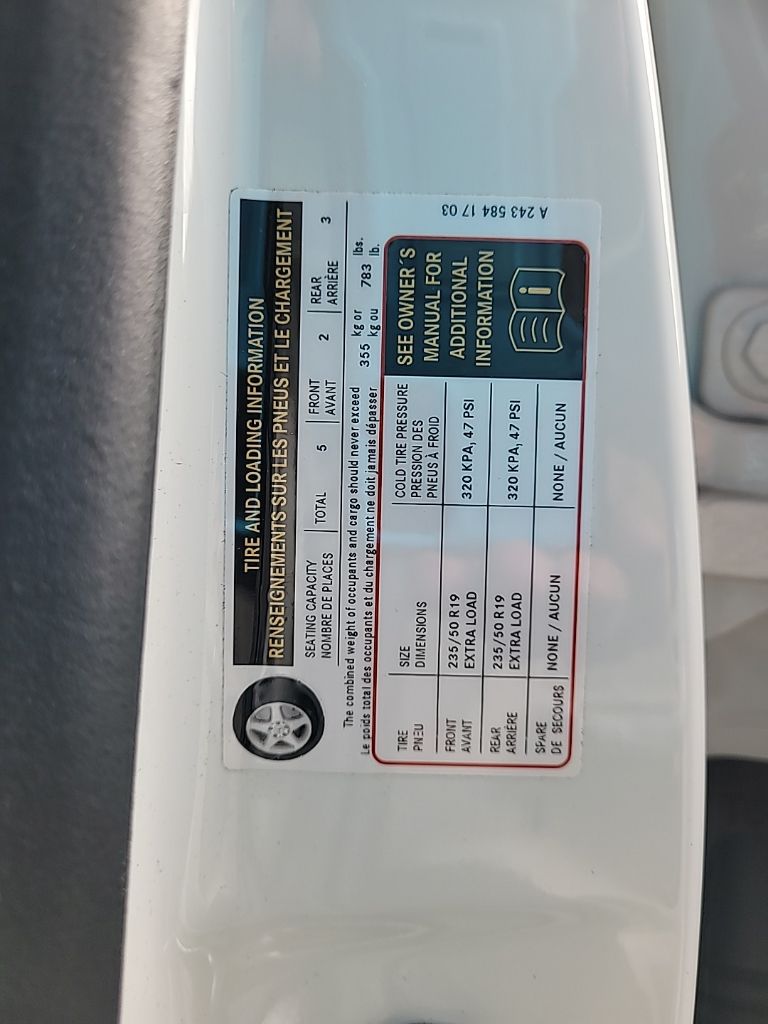 TIRE AND LOADING INFORMATION
RENSEIGNEMENTS SUR LES PNEUS ET LE CHARGEMENT
SEATING CAPACITY
NOMBRE DE PLACES
TOTAL 5
FRONT
AVANT
2
REAR
ARRIÈRE
3
The combined weight of occupants and cargo should never exceed 355 kg or 783 lbs.
Le poids total des occupants et du chargement ne doit jamais dépasser 355 kg ou 783 lb.
TIRE
PNEU
SIZE
DIMENSIONS
COLD TIRE PRESSURE
PRESSION DES
PNEUS À FROID
FRONT
AVANT
235/50 R19
EXTRA LOAD
320 KPA, 47 PSI
REAR
ARRIÈRE
235/50 R19
EXTRA LOAD
320 KPA, 47 PSI
SPARE
DE SECOURS
NONE / AUCUN
NONE / AUCUN
SEE OWNER'S
MANUAL FOR
ADDITIONAL
INFORMATION
A 243 584 17 03